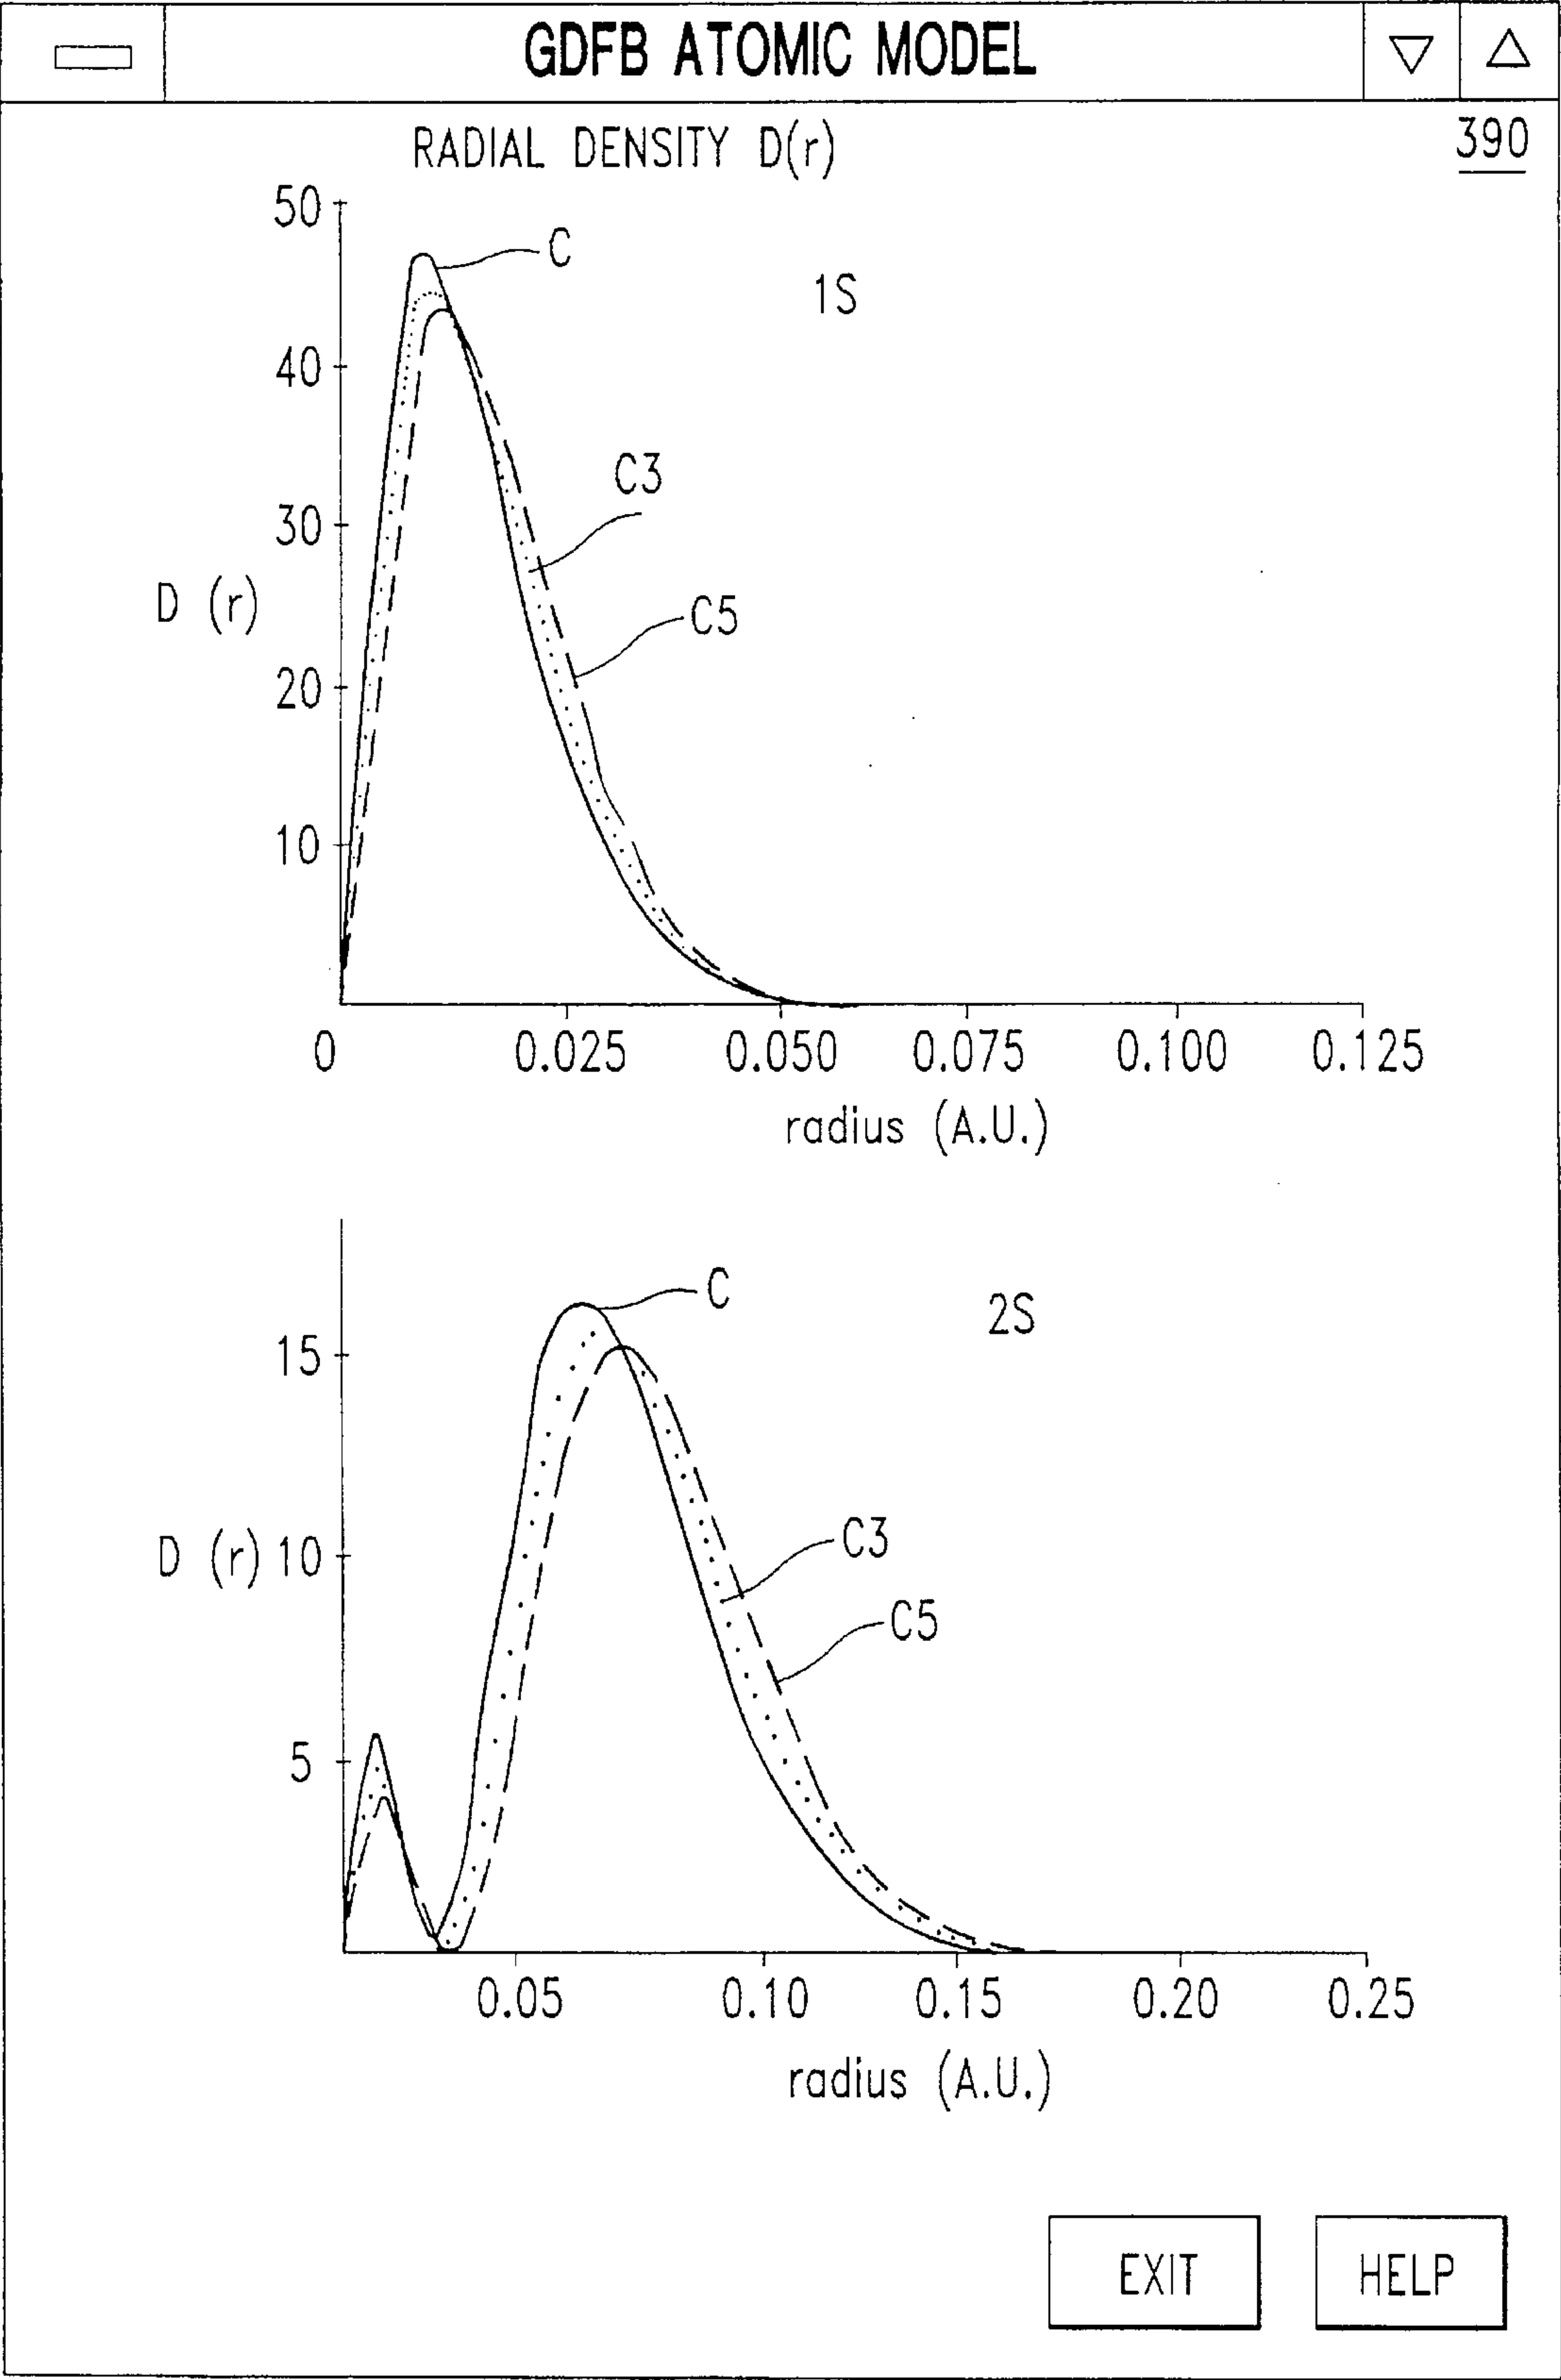 GDFB ATOMIC MODEL
RADIAL DENSITY D(r)
390
50
C
1S
40
C3
30
D (r)
C5
20
10
0 0.025 0.050 0.075 0.100 0.125
radius (A.U.)
C
2S
15
D (r) 10
C3
C5
5
0.05 0.10 0.15 0.20 0.25
radius (A.U.)
EXIT HELP